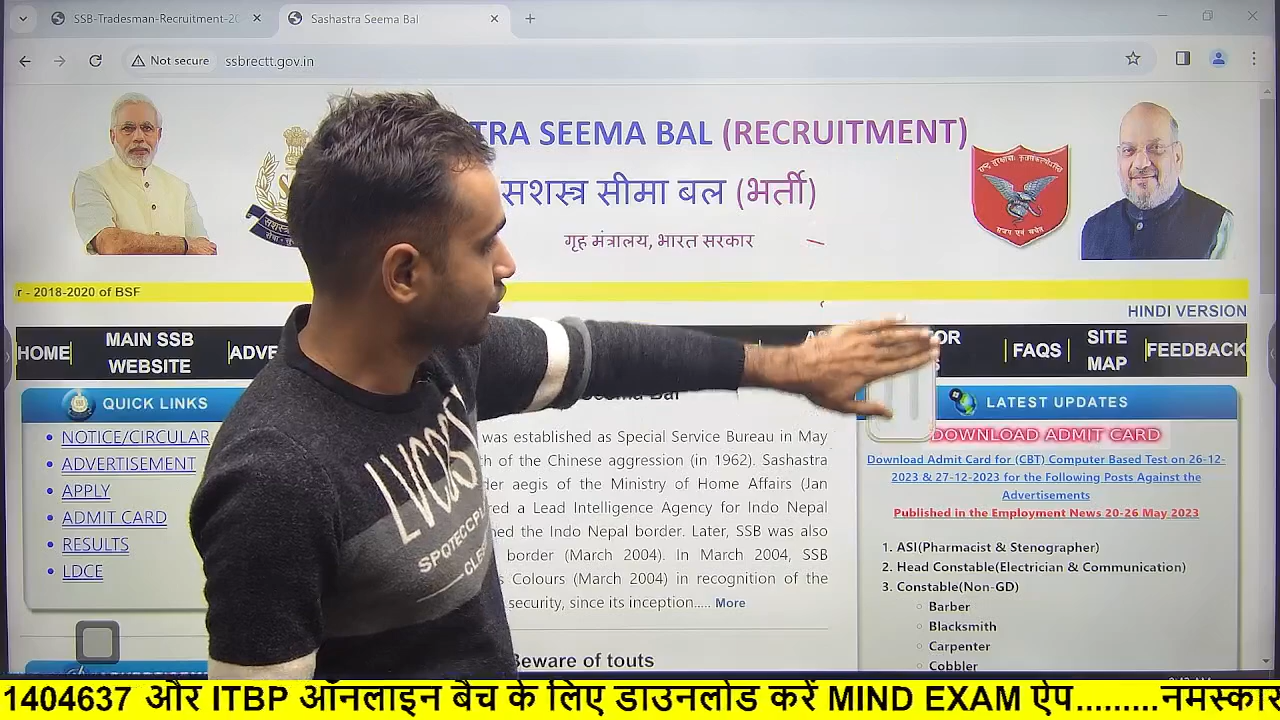 SSB-Tradesman-Recruitment-20
Sashastra Seema Bal
Not secure
ssbrectt.gov.in
SEEMA BAL (RECRUITMENT)
सशस्त्र सीमा बल (भर्ती)
गृह मंत्रालय, भारत सरकार
- 2018-2020 of BSF
HINDI VERSION
HOME
MAIN SSB WEBSITE
FAQS
SITE MAP
FEEDBACK
QUICK LINKS
NOTICE/CIRCULAR
ADVERTISEMENT
APPLY
ADMIT CARD
RESULTS
LDCE
was established as Special Service Bureau in May
of the Chinese aggression (in 1962). Sashastra
aegis of the Ministry of Home Affairs (Jan
a Lead Intelligence Agency for Indo Nepal
the Indo Nepal border. Later, SSB was also
border (March 2004). In March 2004, SSB
Colours (March 2004) in recognition of the
security, since its inception..... More
Beware of touts
LATEST UPDATES
DOWNLOAD ADMIT CARD
Download Admit Card for (CBT) Computer Based Test on 26-12-
2023 & 27-12-2023 for the Following Posts Against the
Advertisements
Published in the Employment News 20-26 May 2023
1. ASI(Pharmacist & Stenographer)
2. Head Constable(Electrician & Communication)
3. Constable(Non-GD)
Barber
Blacksmith
Carpenter
Cobbler
1404637 और ITBP ऑनलाइन बैच के लिए डाउनलोड करें MIND EXAM ऐप.........नमस्कार